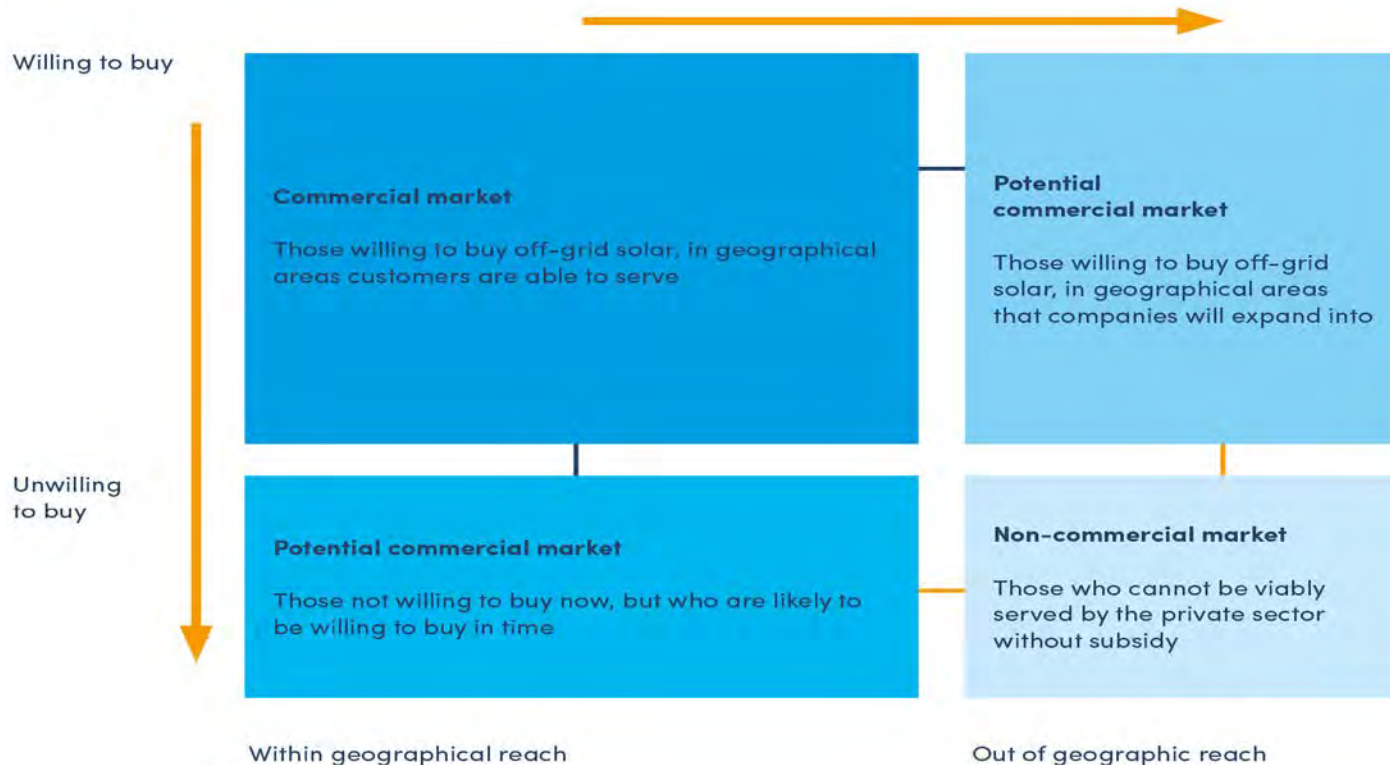 Willing to buy
Commercial market
Those willing to buy off-grid solar, in geographical
areas customers are able to serve
Potential
commercial market
Those willing to buy off-grid
solar, in geographical areas
that companies will expand into
Unwilling
to buy
Potential commercial market
Those not willing to buy now, but who are likely to
be willing to buy in time
Non-commercial market
Those who cannot be viably
served by the private sector
without subsidy
Within geographical reach
Out of geographic reach